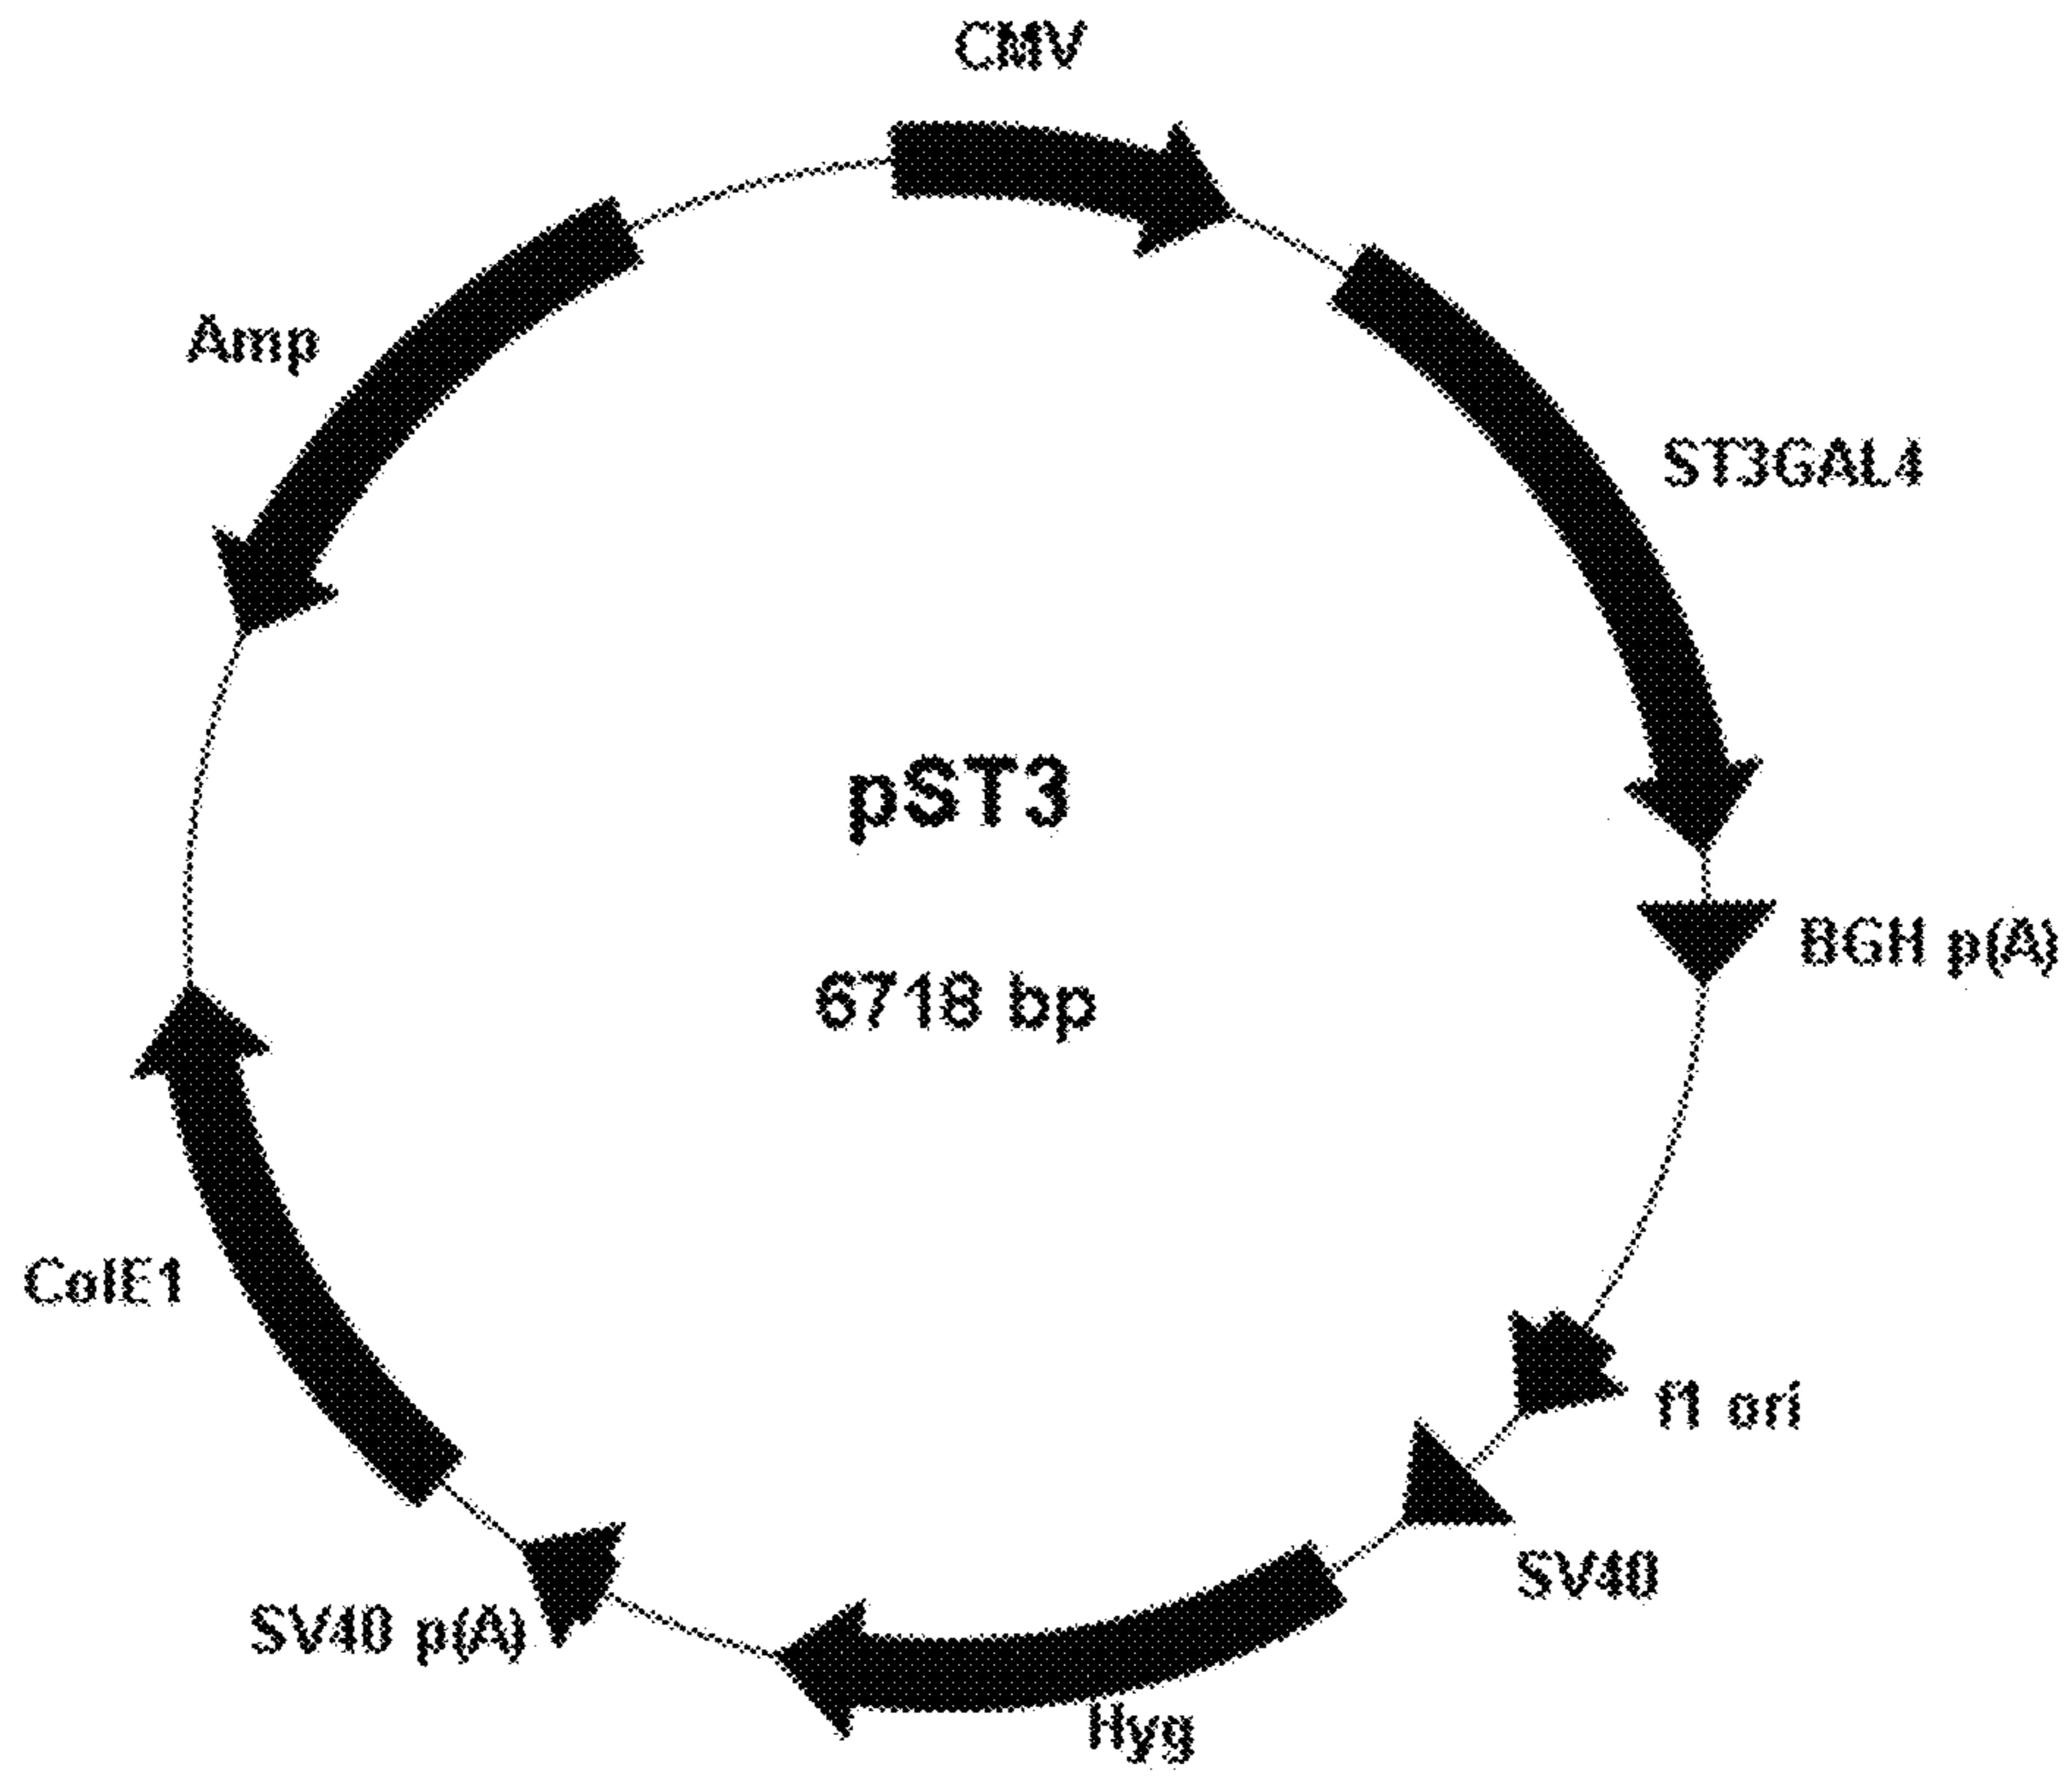 CMV
Amp
ST3GAL4
pST3
BGH p(A)
6718 bp
ColE1
f1 ori
SV40
SV40 p(A)
Hyg